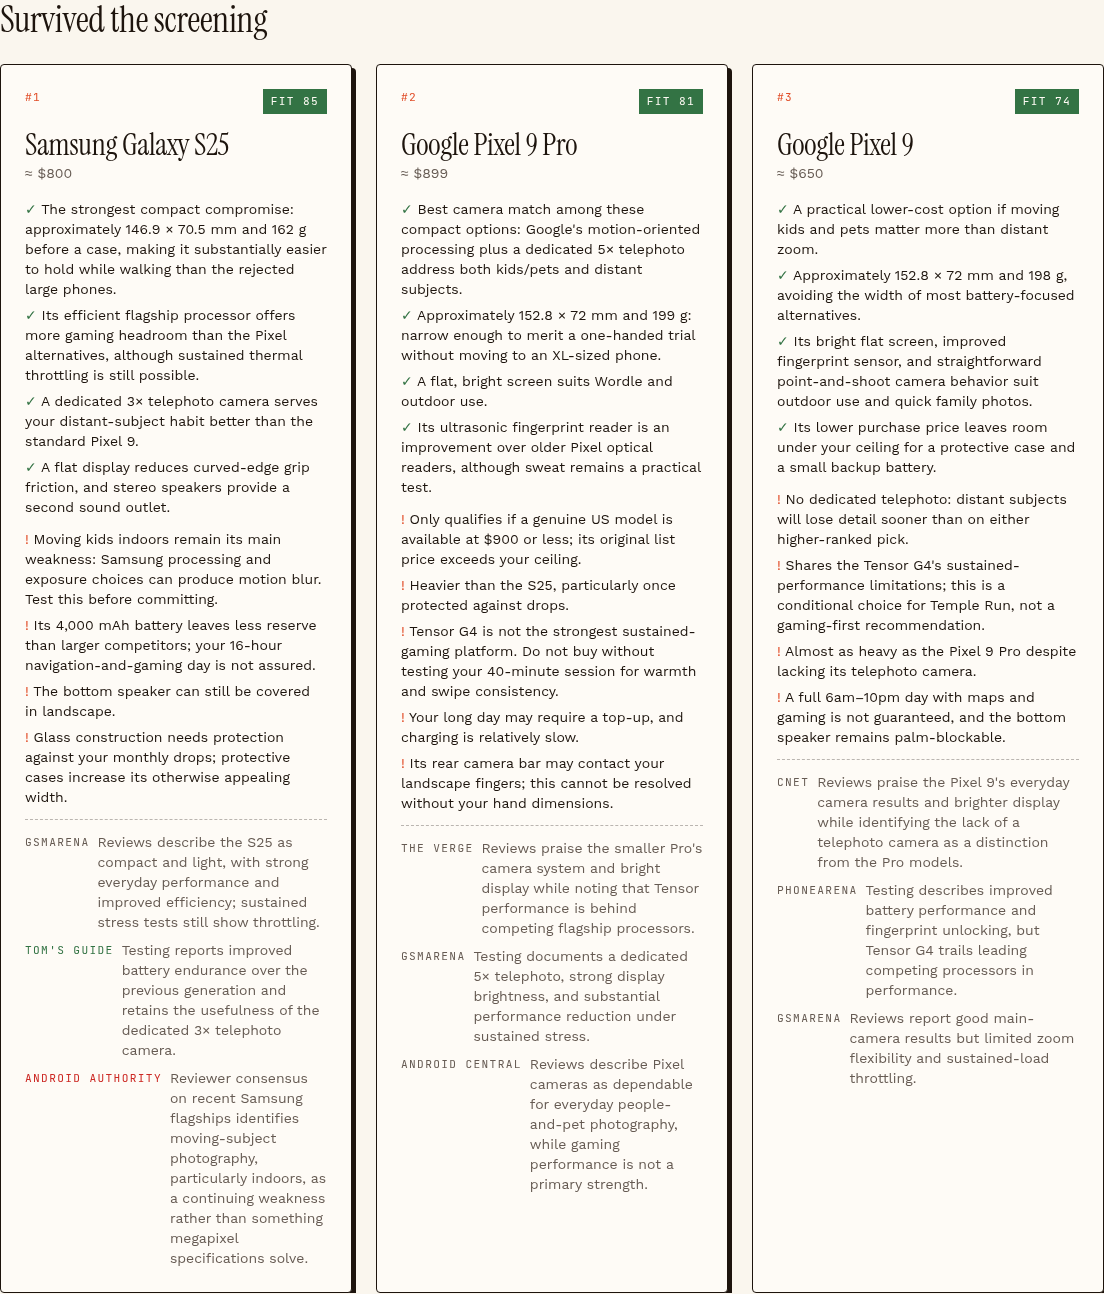 Survived the screening
#1
FIT 85
Samsung Galaxy S25
≈ $800
✓ The strongest compact compromise:
approximately 146.9 × 70.5 mm and 162 g
before a case, making it substantially easier
to hold while walking than the rejected
large phones.
✓ Its efficient flagship processor offers
more gaming headroom than the Pixel
alternatives, although sustained thermal
throttling is still possible.
✓ A dedicated 3× telephoto camera serves
your distant-subject habit better than the
standard Pixel 9.
✓ A flat display reduces curved-edge grip
friction, and stereo speakers provide a
second sound outlet.
! Moving kids indoors remain its main
weakness: Samsung processing and
exposure choices can produce motion blur.
Test this before committing.
! Its 4,000 mAh battery leaves less reserve
than larger competitors; your 16-hour
navigation-and-gaming day is not assured.
! The bottom speaker can still be covered
in landscape.
! Glass construction needs protection
against your monthly drops; protective
cases increase its otherwise appealing
width.
GSMARENA Reviews describe the S25 as
compact and light, with strong
everyday performance and
improved efficiency; sustained
stress tests still show throttling.
TOM'S GUIDE Testing reports improved
battery endurance over the
previous generation and
retains the usefulness of the
dedicated 3× telephoto
camera.
ANDROID AUTHORITY Reviewer consensus
on recent Samsung
flagships identifies
moving-subject
photography,
particularly indoors, as
a continuing weakness
rather than something
megapixel
specifications solve.
#2
FIT 81
Google Pixel 9 Pro
≈ $899
✓ Best camera match among these
compact options: Google's motion-oriented
processing plus a dedicated 5× telephoto
address both kids/pets and distant
subjects.
✓ Approximately 152.8 × 72 mm and 199 g:
narrow enough to merit a one-handed trial
without moving to an XL-sized phone.
✓ A flat, bright screen suits Wordle and
outdoor use.
✓ Its ultrasonic fingerprint reader is an
improvement over older Pixel optical
readers, although sweat remains a practical
test.
! Only qualifies if a genuine US model is
available at $900 or less; its original list
price exceeds your ceiling.
! Heavier than the S25, particularly once
protected against drops.
! Tensor G4 is not the strongest sustained-
gaming platform. Do not buy without
testing your 40-minute session for warmth
and swipe consistency.
! Your long day may require a top-up, and
charging is relatively slow.
! Its rear camera bar may contact your
landscape fingers; this cannot be resolved
without your hand dimensions.
THE VERGE Reviews praise the smaller Pro's
camera system and bright
display while noting that Tensor
performance is behind
competing flagship processors.
GSMARENA Testing documents a dedicated
5× telephoto, strong display
brightness, and substantial
performance reduction under
sustained stress.
ANDROID CENTRAL Reviews describe Pixel
cameras as dependable
for everyday people-
and-pet photography,
while gaming
performance is not a
primary strength.
#3
FIT 74
Google Pixel 9
≈ $650
✓ A practical lower-cost option if moving
kids and pets matter more than distant
zoom.
✓ Approximately 152.8 × 72 mm and 198 g,
avoiding the width of most battery-focused
alternatives.
✓ Its bright flat screen, improved
fingerprint sensor, and straightforward
point-and-shoot camera behavior suit
outdoor use and quick family photos.
✓ Its lower purchase price leaves room
under your ceiling for a protective case and
a small backup battery.
! No dedicated telephoto: distant subjects
will lose detail sooner than on either
higher-ranked pick.
! Shares the Tensor G4's sustained-
performance limitations; this is a
conditional choice for Temple Run, not a
gaming-first recommendation.
! Almost as heavy as the Pixel 9 Pro despite
lacking its telephoto camera.
! A full 6am–10pm day with maps and
gaming is not guaranteed, and the bottom
speaker remains palm-blockable.
CNET Reviews praise the Pixel 9's everyday
camera results and brighter display
while identifying the lack of a
telephoto camera as a distinction
from the Pro models.
PHONEARENA Testing describes improved
battery performance and
fingerprint unlocking, but
Tensor G4 trails leading
competing processors in
performance.
GSMARENA Reviews report good main-
camera results but limited zoom
flexibility and sustained-load
throttling.